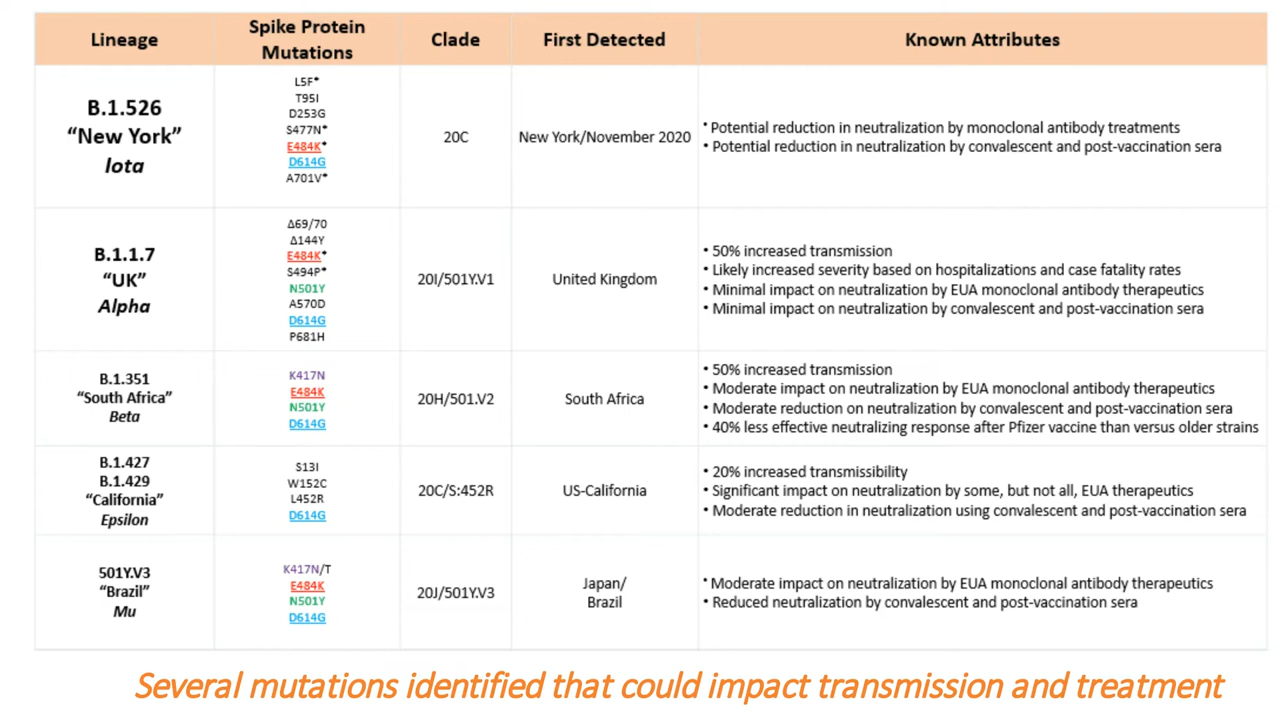 Lineage
Spike Protein
Mutations
Clade
First Detected
Known Attributes
B.1.526
“New York”
Iota
L5F*
T95I
D253G
S477N*
E484K*
D614G
A701V*
20C
New York/November 2020
• Potential reduction in neutralization by monoclonal antibody treatments
• Potential reduction in neutralization by convalescent and post-vaccination sera
B.1.1.7
“UK”
Alpha
Δ69/70
Δ144Y
E484K*
S494P*
N501Y
A570D
D614G
P681H
20I/501Y.V1
United Kingdom
• 50% increased transmission
• Likely increased severity based on hospitalizations and case fatality rates
• Minimal impact on neutralization by EUA monoclonal antibody therapeutics
• Minimal impact on neutralization by convalescent and post-vaccination sera
B.1.351
“South Africa”
Beta
K417N
E484K
N501Y
D614G
20H/501.V2
South Africa
• 50% increased transmission
• Moderate impact on neutralization by EUA monoclonal antibody therapeutics
• Moderate reduction on neutralization by convalescent and post-vaccination sera
• 40% less effective neutralizing response after Pfizer vaccine than versus older strains
B.1.427
B.1.429
“California”
Epsilon
S13I
W152C
L452R
D614G
20C/S:452R
US-California
• 20% increased transmissibility
• Significant impact on neutralization by some, but not all, EUA therapeutics
• Moderate reduction in neutralization using convalescent and post-vaccination sera
501Y.V3
“Brazil”
Mu
K417N/T
E484K
N501Y
D614G
20J/501Y.V3
Japan/
Brazil
• Moderate impact on neutralization by EUA monoclonal antibody therapeutics
• Reduced neutralization by convalescent and post-vaccination sera
Several mutations identified that could impact transmission and treatment